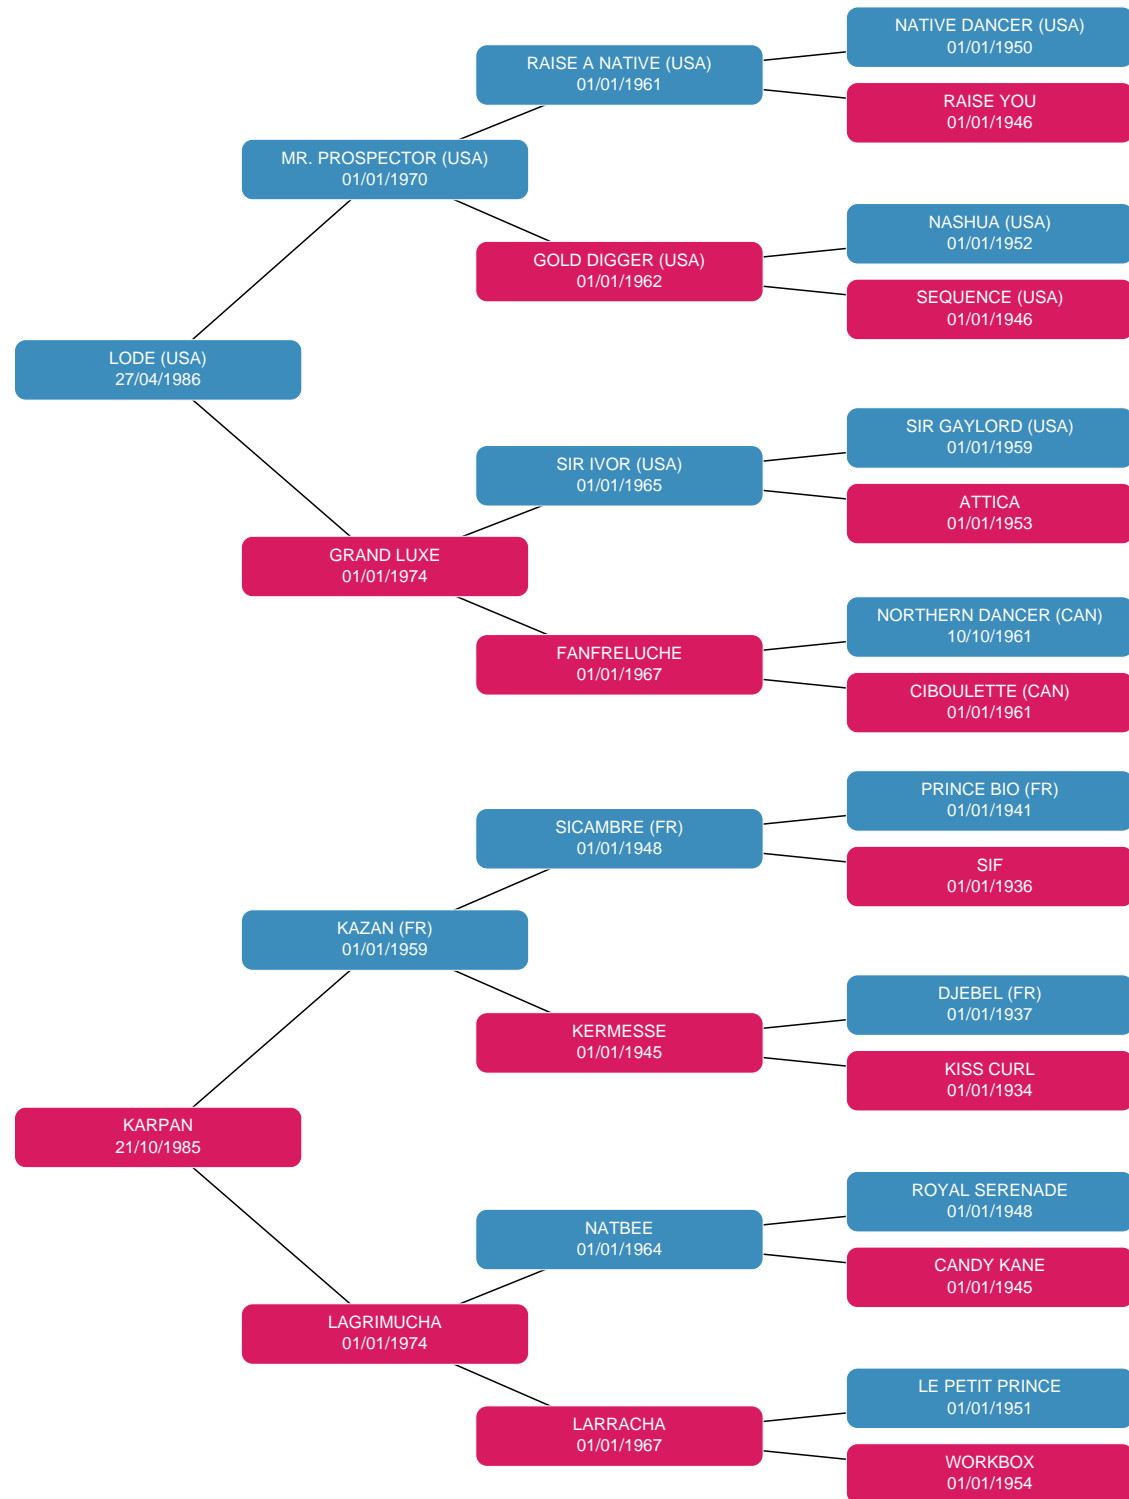 NATIVE DANCER (USA)
01/01/1950
RAISE A NATIVE (USA)
01/01/1961
RAISE YOU
01/01/1946
MR. PROSPECTOR (USA)
01/01/1970
NASHUA (USA)
01/01/1952
GOLD DIGGER (USA)
01/01/1962
SEQUENCE (USA)
01/01/1946
LODE (USA)
27/04/1986
SIR GAYLORD (USA)
01/01/1959
SIR IVOR (USA)
01/01/1965
ATTICA
01/01/1953
GRAND LUXE
01/01/1974
NORTHERN DANCER (CAN)
10/10/1961
FANFRELUCHE
01/01/1967
CIBOULETTE (CAN)
01/01/1961
PRINCE BIO (FR)
01/01/1941
SICAMBRE (FR)
01/01/1948
SIF
01/01/1936
KAZAN (FR)
01/01/1959
DJEBEL (FR)
01/01/1937
KERMESSE
01/01/1945
KISS CURL
01/01/1934
KARPAN
21/10/1985
ROYAL SERENADE
01/01/1948
NATBEE
01/01/1964
CANDY KANE
01/01/1945
LAGRIMUCHA
01/01/1974
LE PETIT PRINCE
01/01/1951
LARRACHA
01/01/1967
WORKBOX
01/01/1954